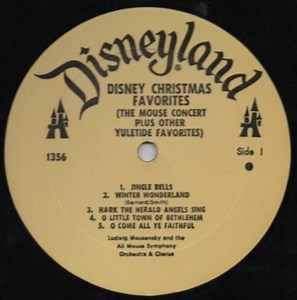 Disneyland
DISNEY CHRISTMAS
FAVORITES
(THE MOUSE CONCERT
PLUS OTHER
YULETIDE FAVORITES)
1356
Side I
1. JINGLE BELLS
2. WINTER WONDERLAND
(Bernard/Smith)
3. HARK THE HERALD ANGELS SING
4. O LITTLE TOWN OF BETHLEHEM
5. O COME ALL YE FAITHFUL
Ludwig Mousensky and the
All Mouse Symphony
Orchestra & Chorus